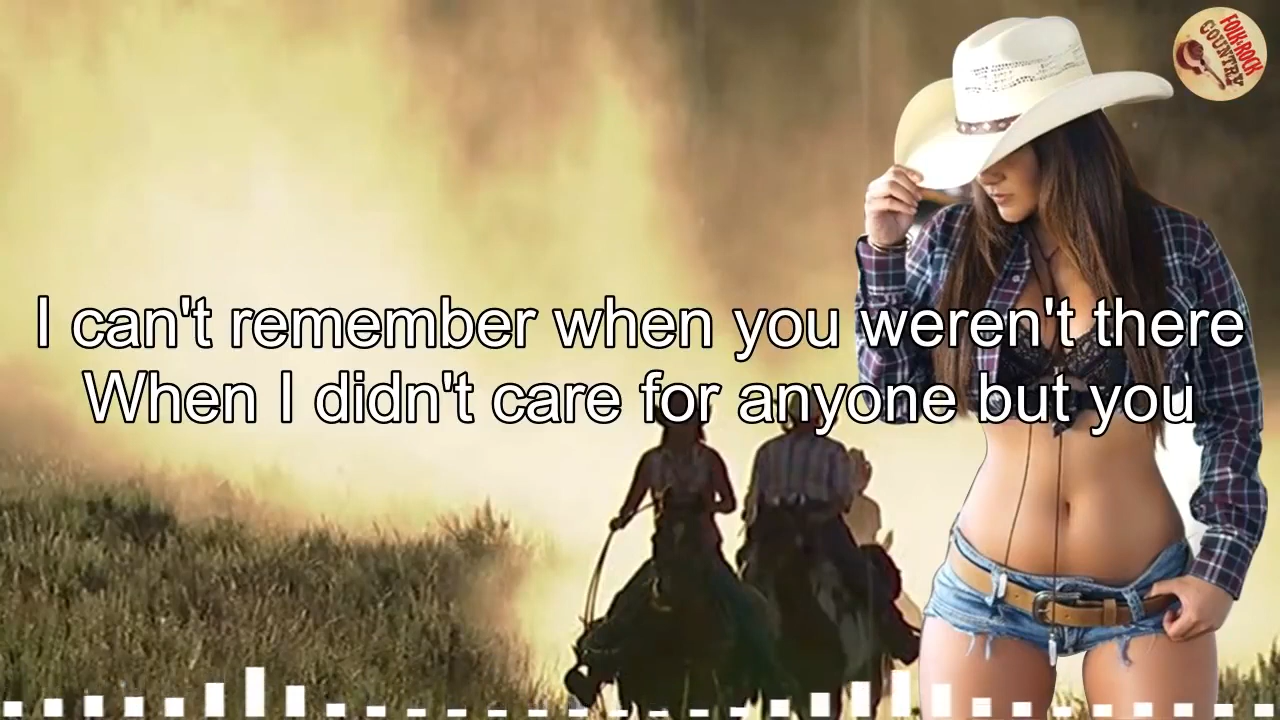 FOLK-ROCK
COUNTRY
I can't remember when you weren't there
When I didn't care for anyone but you